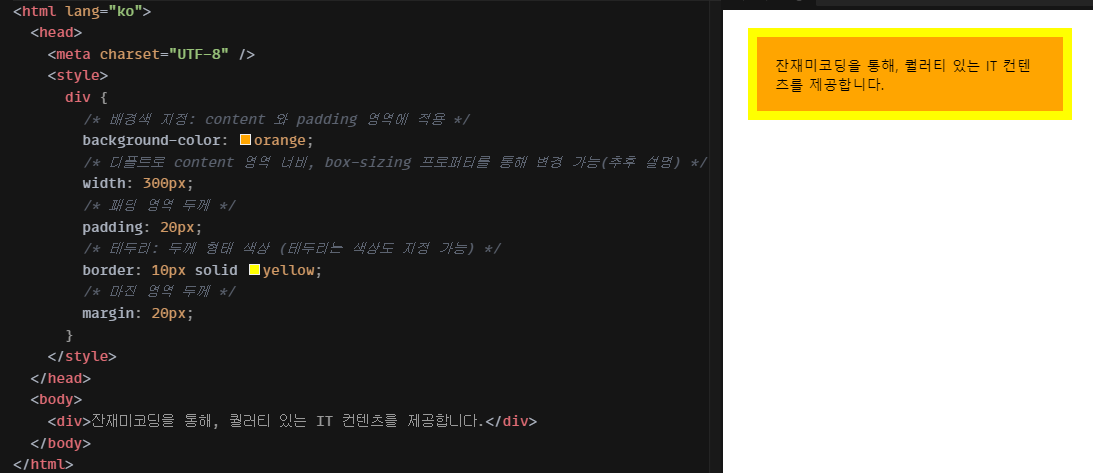 <html lang="ko">
<head>
<meta charset="UTF-8" />
<style>
div {
/* 배경색 지정: content 와 padding 영역에 적용 */
background-color: orange;
/* 디폴트로 content 영역 너비, box-sizing 프로퍼티를 통해 변경 가능(추후 설명) */
width: 300px;
/* 패딩 영역 두께 */
padding: 20px;
/* 테두리: 두께 형태 색상 (테두리는 색상도 지정 가능) */
border: 10px solid yellow;
/* 마진 영역 두께 */
margin: 20px;
}
</style>
</head>
<body>
<div>잔재미코딩을 통해, 퀄러티 있는 IT 컨텐츠를 제공합니다.</div>
</body>
</html>
잔재미코딩을 통해, 퀄러티 있는 IT 컨텐
츠를 제공합니다.